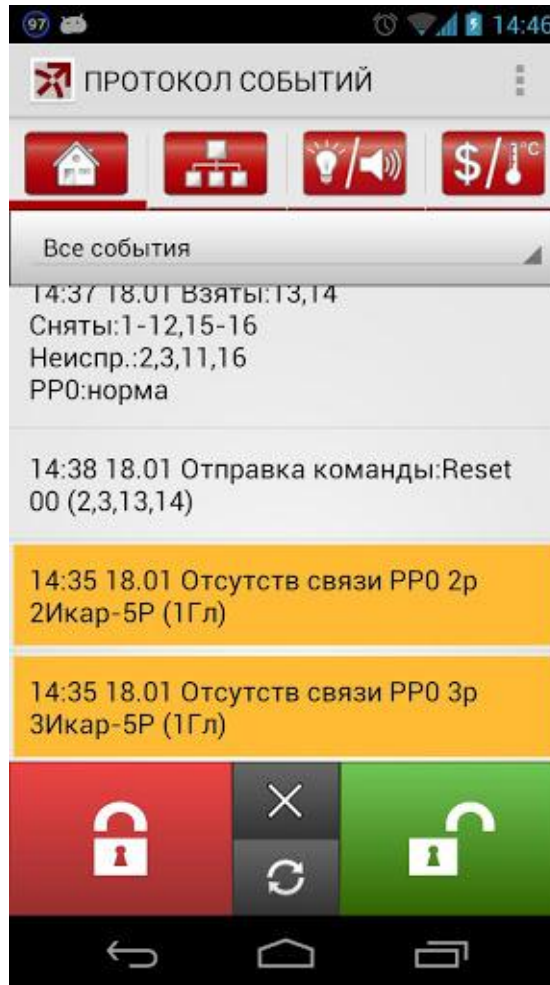 97
14:46
ПРОТОКОЛ СОБЫТИЙ
$/°C
Все события
14:37 18.01 Взяты:13,14
Сняты:1-12,15-16
Неиспр.:2,3,11,16
РР0:норма
14:38 18.01 Отправка команды:Reset
00 (2,3,13,14)
14:35 18.01 Отсутств связи РР0 2р
2Икар-5Р (1Гл)
14:35 18.01 Отсутств связи РР0 3р
3Икар-5Р (1Гл)